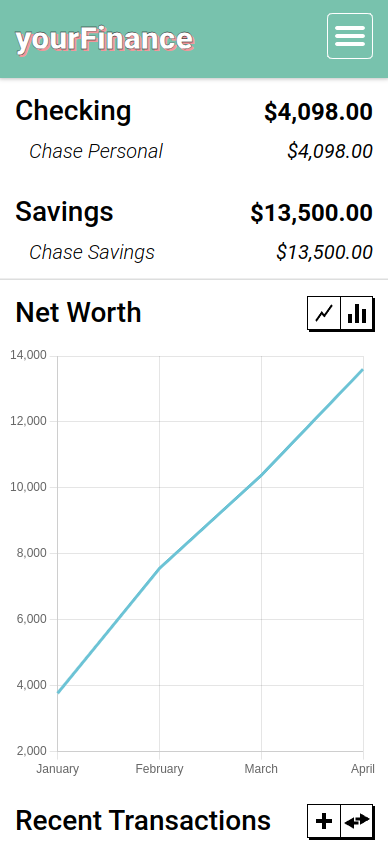 yourFinance
Checking $4,098.00
Chase Personal $4,098.00
Savings $13,500.00
Chase Savings $13,500.00
Net Worth
14,000
12,000
10,000
8,000
6,000
4,000
2,000
January February March April
Recent Transactions